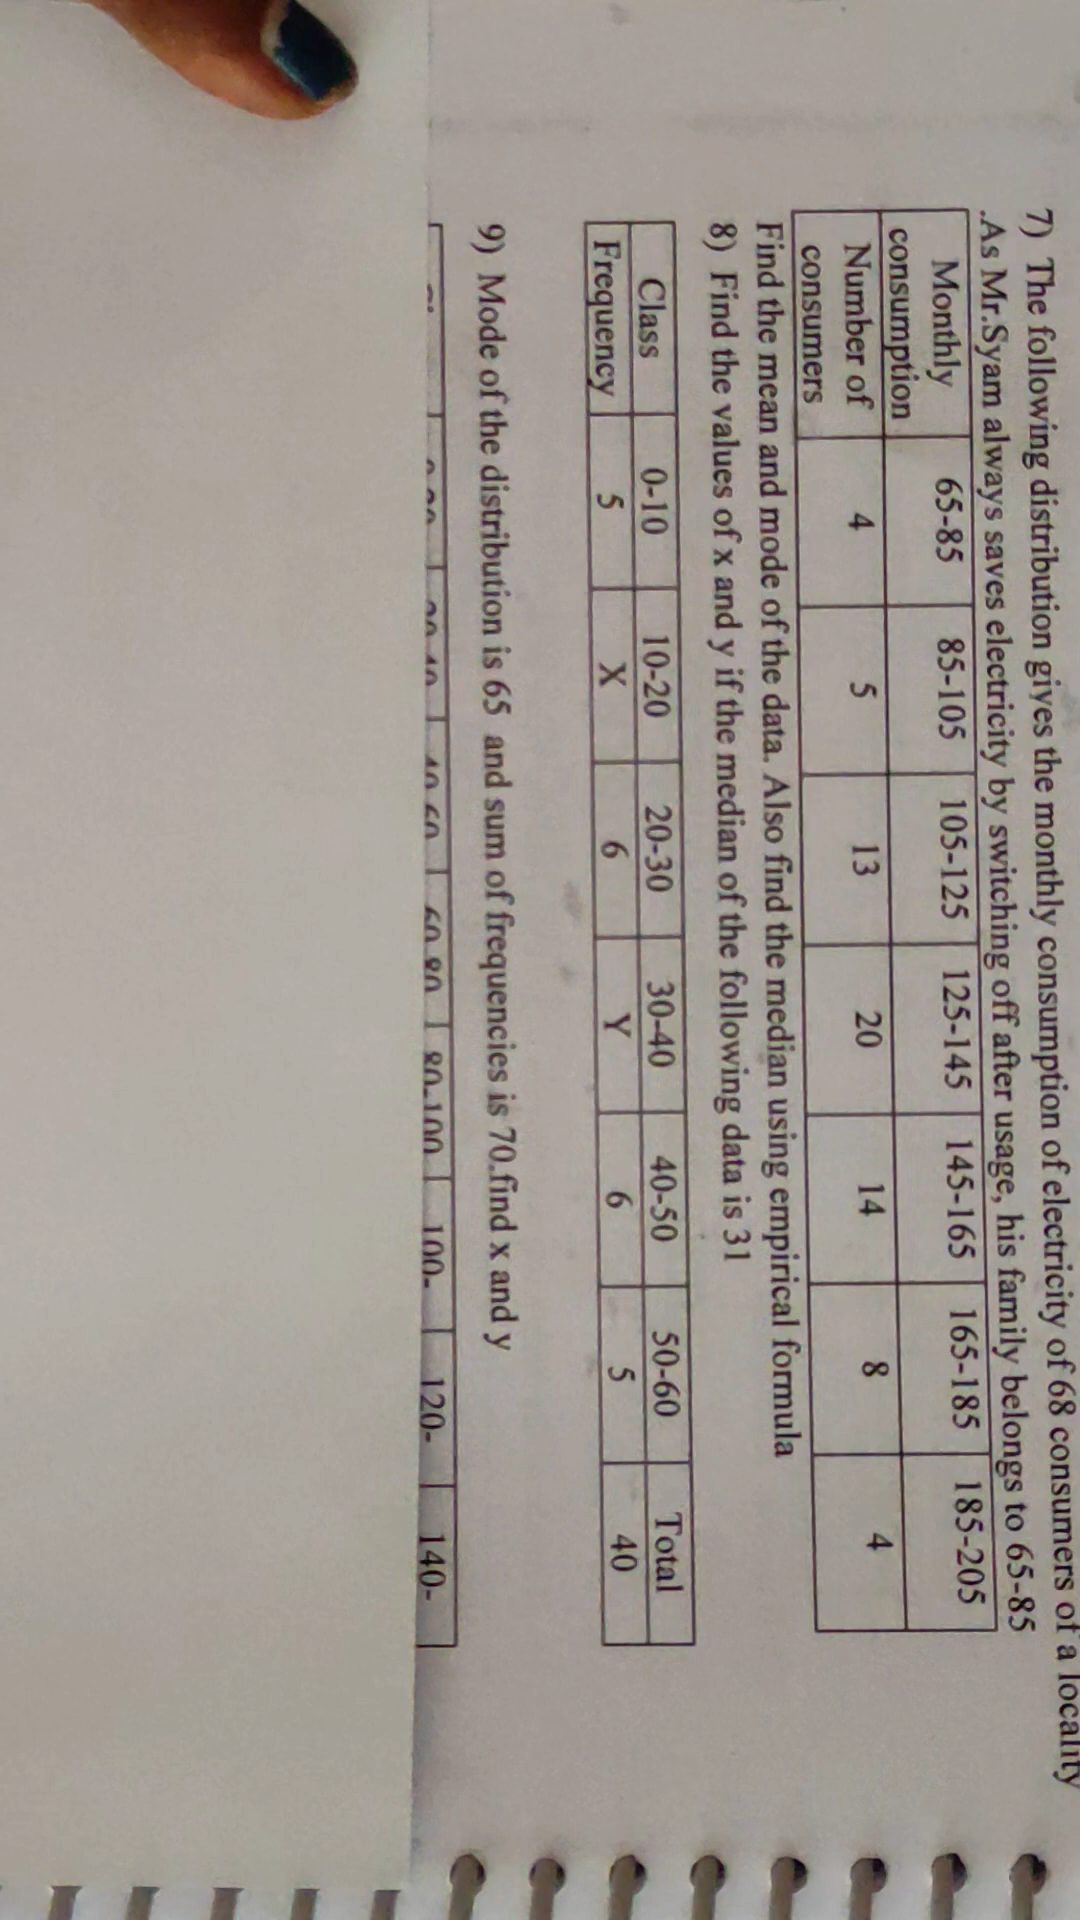 7) The following distribution gives the monthly consumption of electricity of 68 consumers of a locality
.As Mr.Syam always saves electricity by switching off after usage, his family belongs to 65-85
Monthly consumption 65-85 85-105 105-125 125-145 145-165 165-185 185-205
Number of consumers 4 5 13 20 14 8 4
Find the mean and mode of the data. Also find the median using empirical formula
8) Find the values of x and y if the median of the following data is 31
Class 0-10 10-20 20-30 30-40 40-50 50-60 Total
Frequency 5 X 6 Y 6 5 40
9) Mode of the distribution is 65 and sum of frequencies is 70.find x and y
80-100 100- 120- 140-